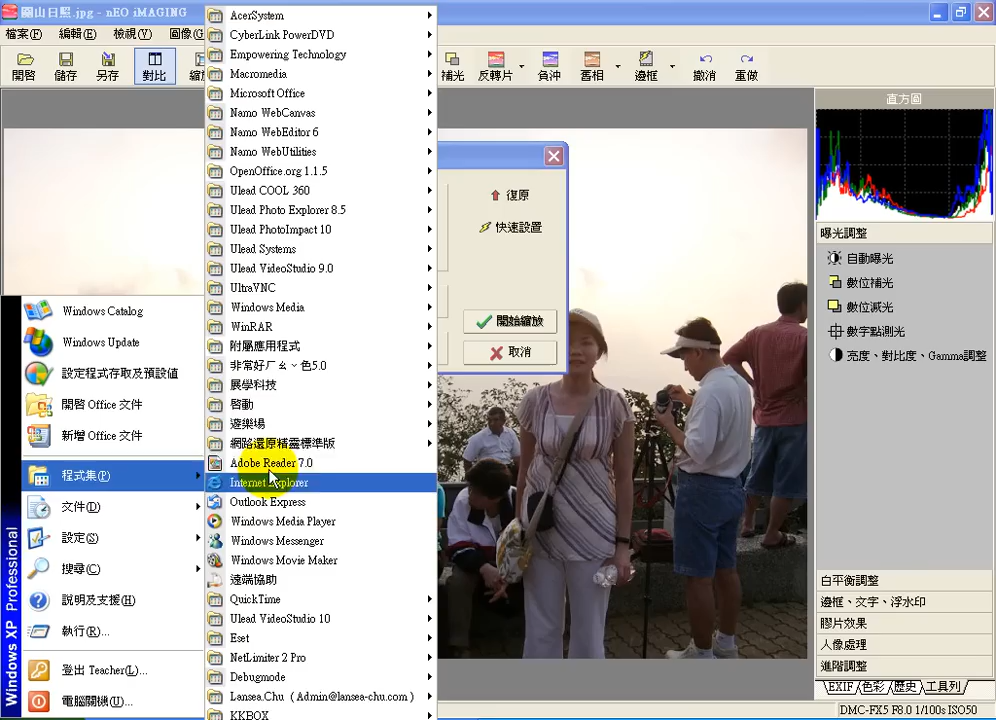 關山日照.jpg - nEO iMAGING
檔案(F) 編輯(E) 檢視(V) 圖像(G
開啓 儲存 另存 對比 補光 反轉片 負沖 舊相 邊框 撤消 重做
AcerSystem
CyberLink PowerDVD
Empowering Technology
Macromedia
Microsoft Office
Namo WebCanvas
Namo WebEditor 6
Namo WebUtilities
OpenOffice.org 1.1.5
Ulead COOL 360
Ulead Photo Explorer 8.5
Ulead PhotoImpact 10
Ulead Systems
Ulead VideoStudio 9.0
UltraVNC
Windows Media
WinRAR
附屬應用程式
非常好ㄏㄠˇ色5.0
展學科技
啓動
遊樂場
網路還原精靈標準版
Adobe Reader 7.0
Internet Explorer
Outlook Express
Windows Media Player
Windows Messenger
Windows Movie Maker
遠端協助
QuickTime
Ulead VideoStudio 10
Eset
NetLimiter 2 Pro
Debugmode
Lansea.Chu ( Admin@lansea-chu.com )
KKBOX
Windows Catalog
Windows Update
設定程式存取及預設値
開啓 Office 文件
新增 Office 文件
程式集(P)
文件(D)
設定(S)
搜尋(C)
說明及支援(H)
執行(R)...
登出 Teacher(L)...
電腦關機(U)...
Windows XP Professional
復原
快速設置
開始縮放
取消
直方圖
曝光調整
自動曝光
數位補光
數位減光
數字點測光
亮度、對比度、Gamma調整
白平衡調整
邊框、文字、浮水印
膠片效果
人像處理
進階調整
EXIF 色彩 歷史 工具列
DMC-FX5 F8.0 1/100s ISO50